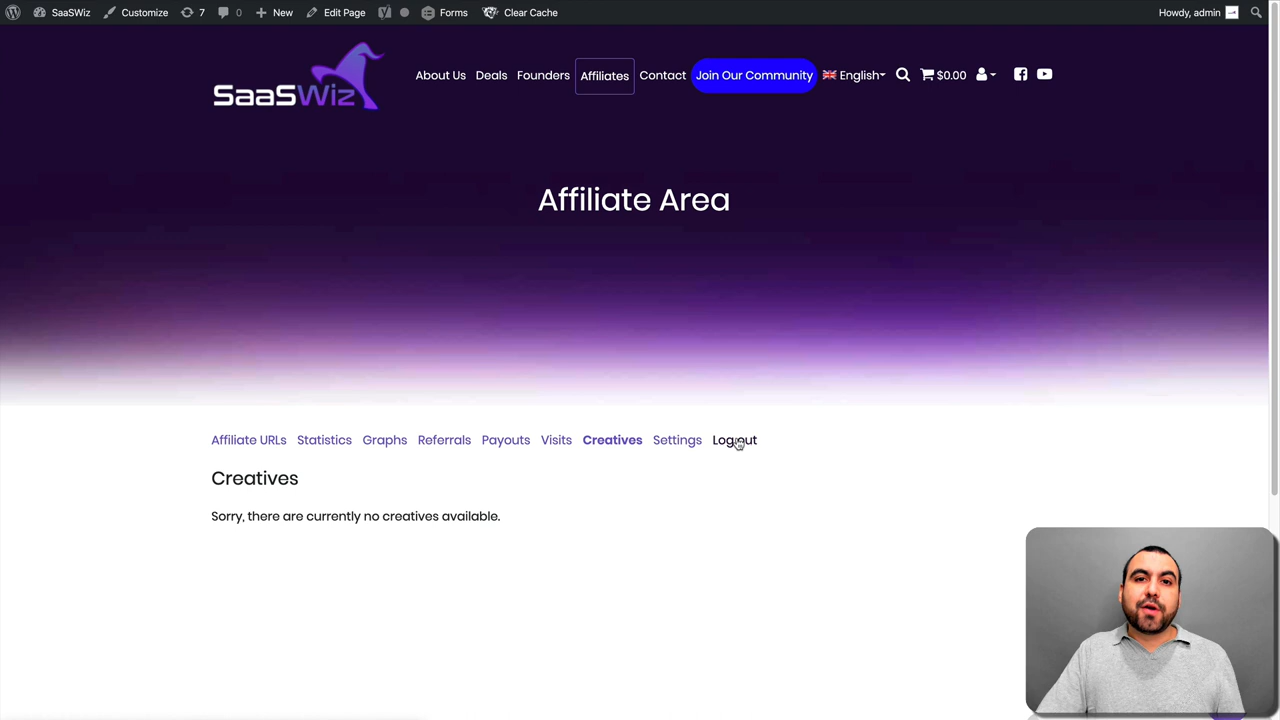 SaaSWiz Customize 7 0 New Edit Page Forms Clear Cache Howdy, admin
SaaSWiz
About Us Deals Founders Affiliates Contact Join Our Community English $0.00
Affiliate Area
Affiliate URLs Statistics Graphs Referrals Payouts Visits Creatives Settings Logout
Creatives
Sorry, there are currently no creatives available.